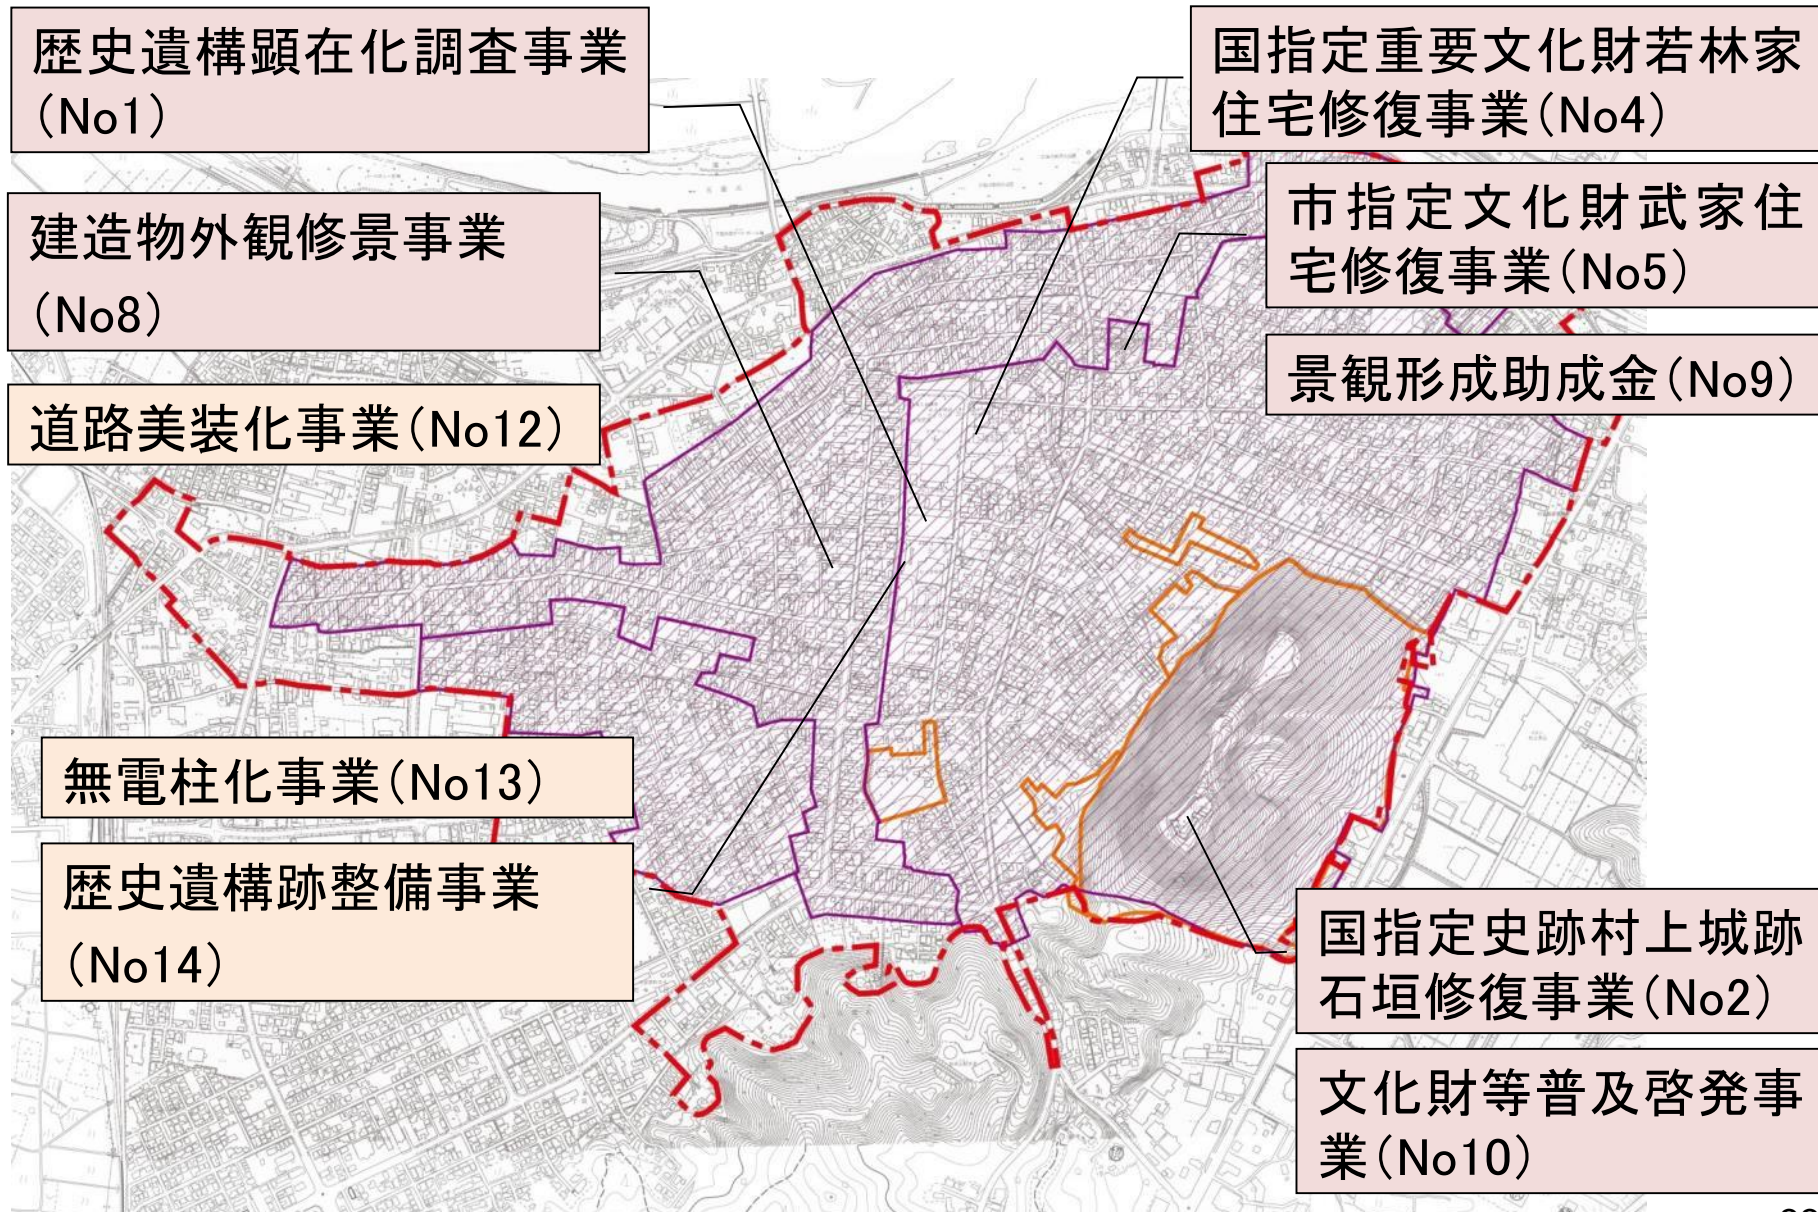 歴史遺構顕在化調査事業
（No1）
建造物外観修景事業
（No8）
道路美装化事業（No12）
無電柱化事業（No13）
歴史遺構跡整備事業
（No14）
国指定重要文化財若林家
住宅修復事業（No4）
市指定文化財武家住
宅修復事業（No5）
景観形成助成金（No9）
国指定史跡村上城跡
石垣修復事業（No2）
文化財等普及啓発事
業（No10）